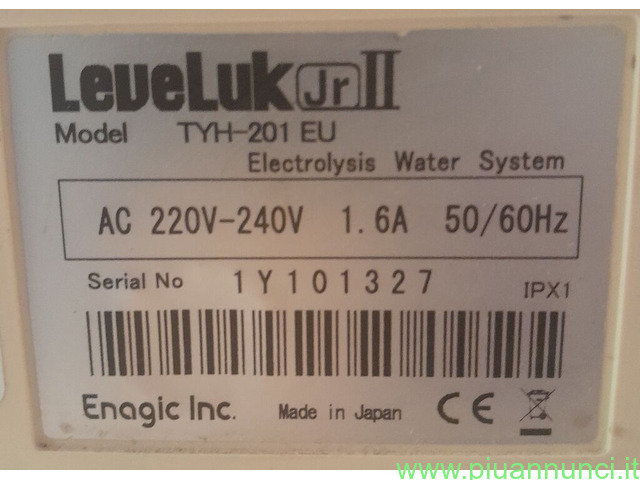 LeveLuk Jr II
Model TYH-201 EU
Electrolysis Water System
AC 220V-240V 1.6A 50/60Hz
Serial No 1Y101327
IPX1
Enagic Inc. Made in Japan CE
www.piuannunci.it